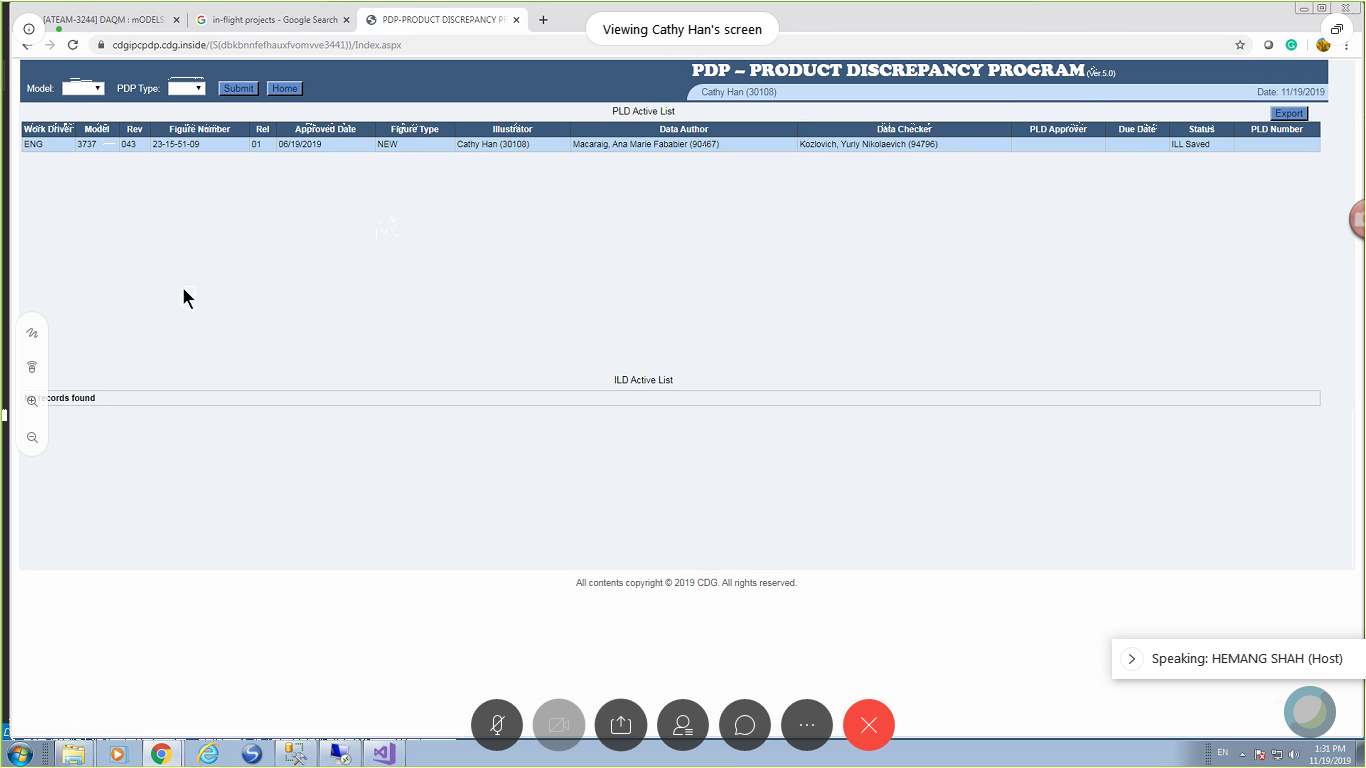 [ATEAM-3244] DAQM : mODELS
in-flight projects - Google Search
PDP-PRODUCT DISCREPANCY PR
Viewing Cathy Han's screen
cdgipcpdp.cdg.inside/(S(dbkbnnfefhauxfvomvve3441))/Index.aspx
PDP – PRODUCT DISCREPANCY PROGRAM (Ver.5.0)
Model: PDP Type: Submit Home
Cathy Han (30108) Date: 11/19/2019
PLD Active List
Export
Work Driver Model Rev Figure Number Rel Approved Date Figure Type Illustrator Data Author Data Checker PLD Approver Due Date Status PLD Number
ENG 3737 043 23-15-51-09 01 06/19/2019 NEW Cathy Han (30108) Macaraig, Ana Marie Fababier (90467) Kozlovich, Yuriy Nikolaevich (94796) ILL Saved
ILD Active List
records found
All contents copyright © 2019 CDG. All rights reserved.
Speaking: HEMANG SHAH (Host)
EN
1:31 PM
11/19/2019